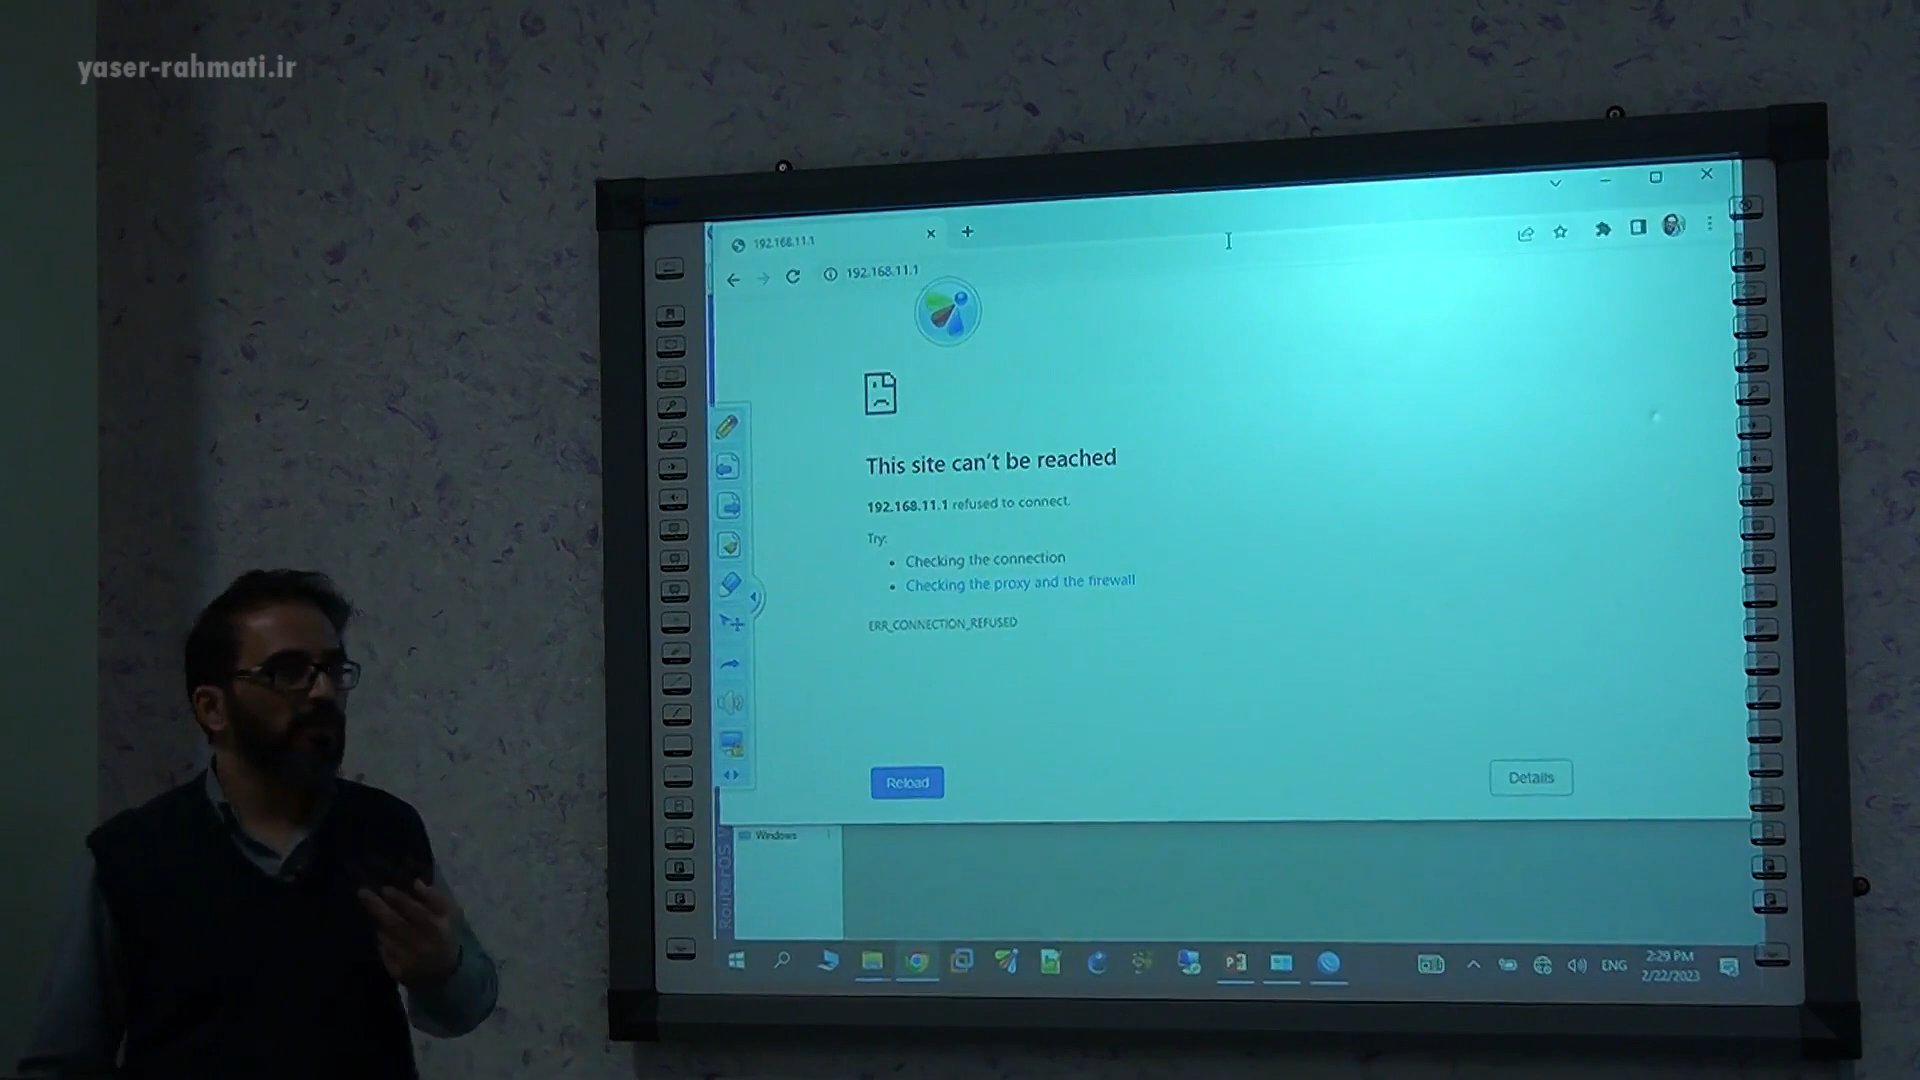 yaser-rahmati.ir
192.168.11.1
192.168.11.1
This site can't be reached
192.168.11.1 refused to connect.
Try:
Checking the connection
Checking the proxy and the firewall
ERR_CONNECTION_REFUSED
Reload
Details
Windows
RouterOS
ENG
2:29 PM
2/22/2023